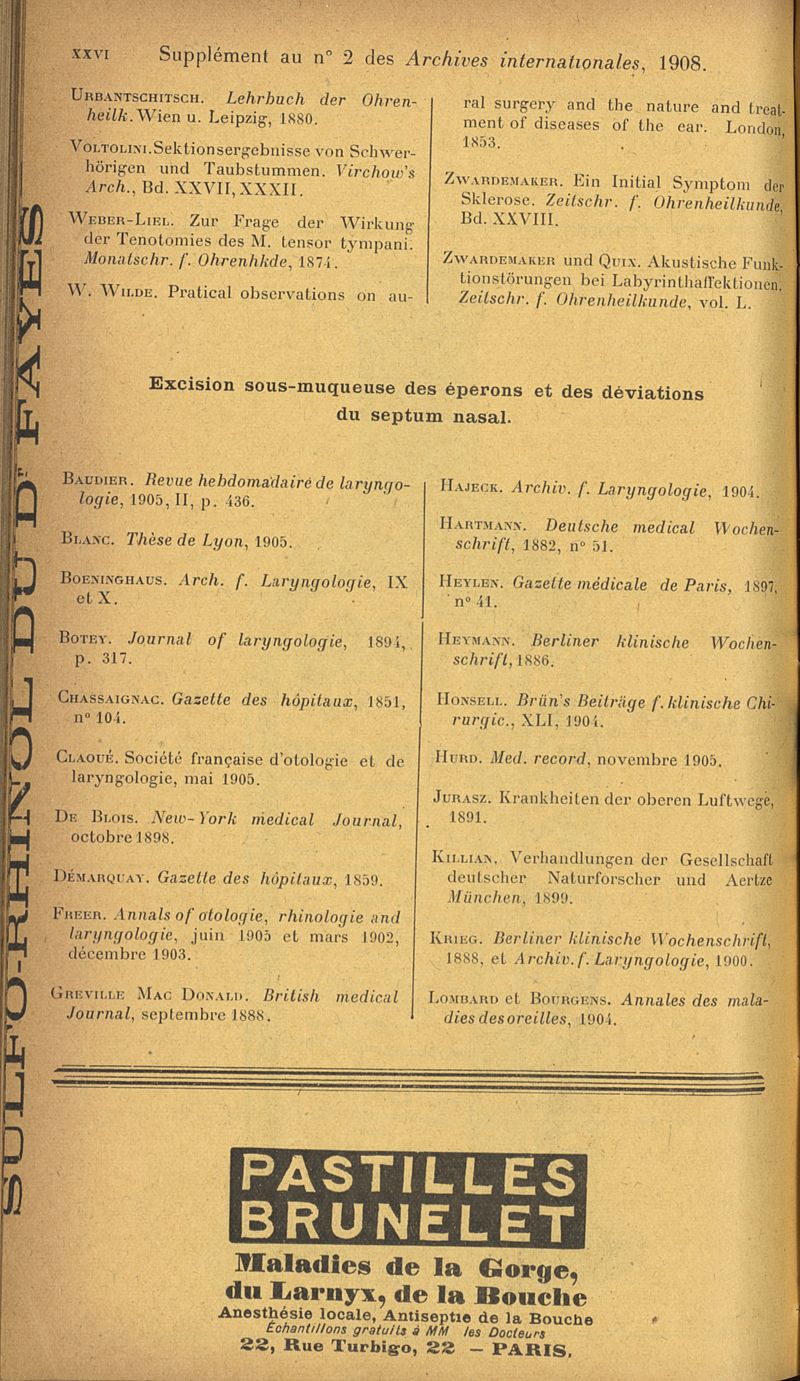 XXVI Supplément au n° 2 des Archives internationales, 1908.
URBANTSCHITSCH. Lehrbuch der Ohren-
heilk. Wien u. Leipzig, 1880.
VOLTOLINI. Sektionsergebnisse von Schwer-
hörigen und Taubstummen. Virchow's
Arch., Bd. XXVII, XXXII.
WEBER-LIEL. Zur Frage der Wirkung
der Tenotomies des M. tensor tympani.
Monatschr. f. Ohrenhkde, 1874.
W. WILDE. Pratical observations on au-
ral surgery and the nature and treat-
ment of diseases of the ear. London,
1853.
ZWARDEMAKER. Ein Initial Symptom der
Sklerose. Zeitschr. f. Ohrenheilkunde,
Bd. XXVIII.
ZWARDEMAKER und QUIX. Akustische Funk-
tionstörungen bei Labyrinthaffektionen.
Zeitschr. f. Ohrenheilkunde, vol. L.
Excision sous-muqueuse des éperons et des déviations
du septum nasal.
BAUDIER. Revue hebdomadaire de laryngo-
logie, 1905, II, p. 436.
BLANC. Thèse de Lyon, 1905.
BOENINGHAUS. Arch. f. Laryngologie, IX
et X.
BOTEY. Journal of laryngologie, 1894,
p. 317.
CHASSAIGNAC. Gazette des hôpitaux, 1851,
n° 104.
CLAOUÉ. Société française d'otologie et de
laryngologie, mai 1905.
DE BLOIS. New-York medical Journal,
octobre 1898.
DÉMARQUAY. Gazette des hôpitaux, 1859.
FREER. Annals of otologie, rhinologie and
laryngologie, juin 1905 et mars 1902,
décembre 1903.
GREVILLE MAC DONALD. British medical
Journal, septembre 1888.
HAJECK. Archiv. f. Laryngologie, 1904.
HARTMANN. Deutsche medical Wochen-
schrift, 1882, n° 51.
HEYLEN. Gazette médicale de Paris, 1897,
n° 41.
HEYMANN. Berliner klinische Wochen-
schrift, 1886.
HONSELL. Brün's Beiträge f. klinische Chi-
rurgic., XLI, 1904.
HURD. Med. record, novembre 1905.
JURASZ. Krankheiten der oberen Luftwege,
1891.
KILLIAN. Verhandlungen der Gesellschaft
deutscher Naturforscher und Aertze
München, 1899.
KRIEG. Berliner klinische Wochenschrift,
1888, et Archiv. f. Laryngologie, 1900.
LOMBARD et BOURGENS. Annales des mala-
dies des oreilles, 1904.
PASTILLES
BRUNELET
Maladies de la Gorge,
du Larnyx, de la Bouche
Anesthésie locale, Antiseptie de la Bouche
Échantillons gratuits à MM les Docteurs
22, Rue Turbigo, 22 — PARIS.